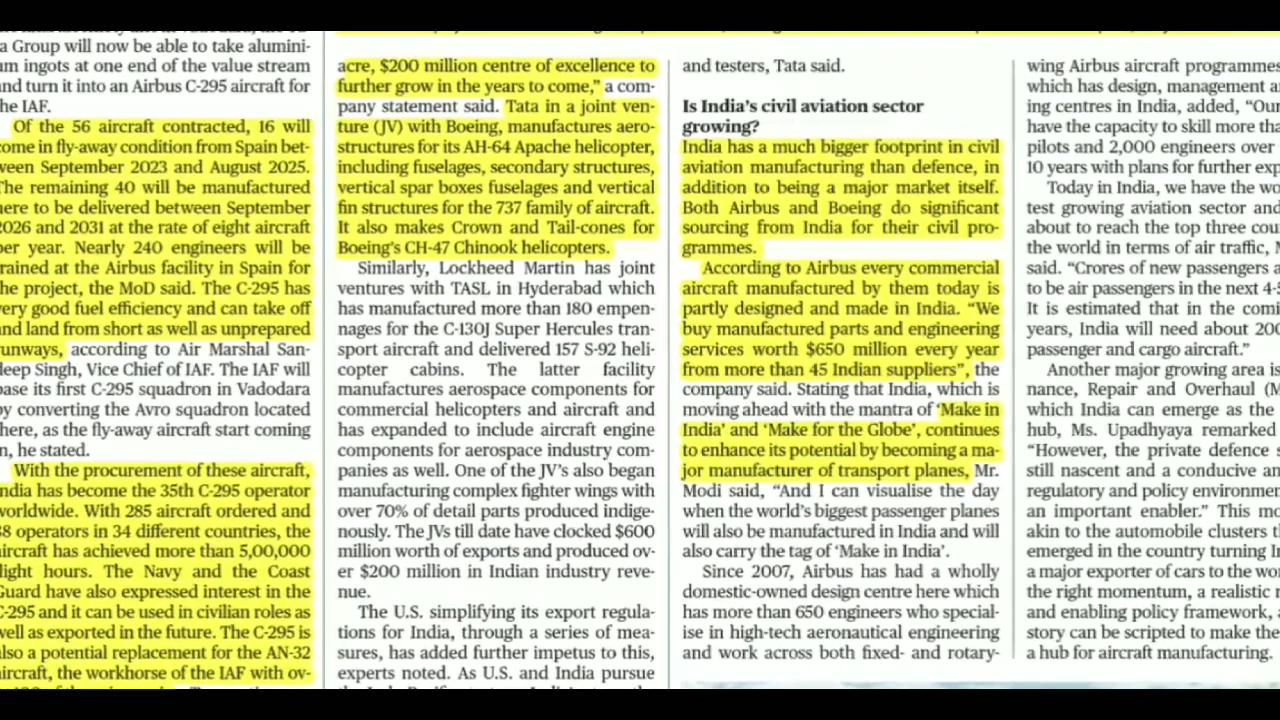 a Group will now be able to take alumini-
um ingots at one end of the value stream
and turn it into an Airbus C-295 aircraft for
he IAF.
Of the 56 aircraft contracted, 16 will
come in fly-away condition from Spain bet-
ween September 2023 and August 2025.
The remaining 40 will be manufactured
here to be delivered between September
2026 and 2031 at the rate of eight aircraft
per year. Nearly 240 engineers will be
trained at the Airbus facility in Spain for
the project, the MoD said. The C-295 has
very good fuel efficiency and can take off
and land from short as well as unprepared
runways, according to Air Marshal San-
deep Singh, Vice Chief of IAF. The IAF will
base its first C-295 squadron in Vadodara
by converting the Avro squadron located
here, as the fly-away aircraft start coming
n, he stated.
With the procurement of these aircraft,
India has become the 35th C-295 operator
worldwide. With 285 aircraft ordered and
38 operators in 34 different countries, the
aircraft has achieved more than 5,00,000
flight hours. The Navy and the Coast
Guard have also expressed interest in the
C-295 and it can be used in civilian roles as
well as exported in the future. The C-295 is
also a potential replacement for the AN-32
aircraft, the workhorse of the IAF with ov-
acre, $200 million centre of excellence to
further grow in the years to come,” a com-
pany statement said. Tata in a joint ven-
ture (JV) with Boeing, manufactures aero-
structures for its AH-64 Apache helicopter,
including fuselages, secondary structures,
vertical spar boxes fuselages and vertical
fin structures for the 737 family of aircraft.
It also makes Crown and Tail-cones for
Boeing’s CH-47 Chinook helicopters.
Similarly, Lockheed Martin has joint
ventures with TASL in Hyderabad which
has manufactured more than 180 empen-
nages for the C-130J Super Hercules tran-
sport aircraft and delivered 157 S-92 heli-
copter cabins. The latter facility
manufactures aerospace components for
commercial helicopters and aircraft and
has expanded to include aircraft engine
components for aerospace industry com-
panies as well. One of the JV’s also began
manufacturing complex fighter wings with
over 70% of detail parts produced indige-
nously. The JVs till date have clocked $600
million worth of exports and produced ov-
er $200 million in Indian industry reve-
nue.
The U.S. simplifying its export regula-
tions for India, through a series of mea-
sures, has added further impetus to this,
experts noted. As U.S. and India pursue
and testers, Tata said.
Is India’s civil aviation sector
growing?
India has a much bigger footprint in civil
aviation manufacturing than defence, in
addition to being a major market itself.
Both Airbus and Boeing do significant
sourcing from India for their civil pro-
grammes.
According to Airbus every commercial
aircraft manufactured by them today is
partly designed and made in India. “We
buy manufactured parts and engineering
services worth $650 million every year
from more than 45 Indian suppliers”, the
company said. Stating that India, which is
moving ahead with the mantra of ‘Make in
India’ and ‘Make for the Globe’, continues
to enhance its potential by becoming a ma-
jor manufacturer of transport planes, Mr.
Modi said, “And I can visualise the day
when the world’s biggest passenger planes
will also be manufactured in India and will
also carry the tag of ‘Make in India’.
Since 2007, Airbus has had a wholly
domestic-owned design centre here which
has more than 650 engineers who special-
ise in high-tech aeronautical engineering
and work across both fixed- and rotary-
wing Airbus aircraft programmes
which has design, management a
ing centres in India, added, “Our
have the capacity to skill more tha
pilots and 2,000 engineers over
10 years with plans for further exp
Today in India, we have the wo
test growing aviation sector and
about to reach the top three cou
the world in terms of air traffic, M
said. “Crores of new passengers a
to be air passengers in the next 4-5
It is estimated that in the comi
years, India will need about 200
passenger and cargo aircraft.”
Another major growing area is
nance, Repair and Overhaul (M
which India can emerge as the
hub, Ms. Upadhyaya remarked
“However, the private defence s
still nascent and a conducive an
regulatory and policy environmen
an important enabler.” This mo
akin to the automobile clusters th
emerged in the country turning In
a major exporter of cars to the wor
the right momentum, a realistic r
and enabling policy framework, a
story can be scripted to make the
a hub for aircraft manufacturing.